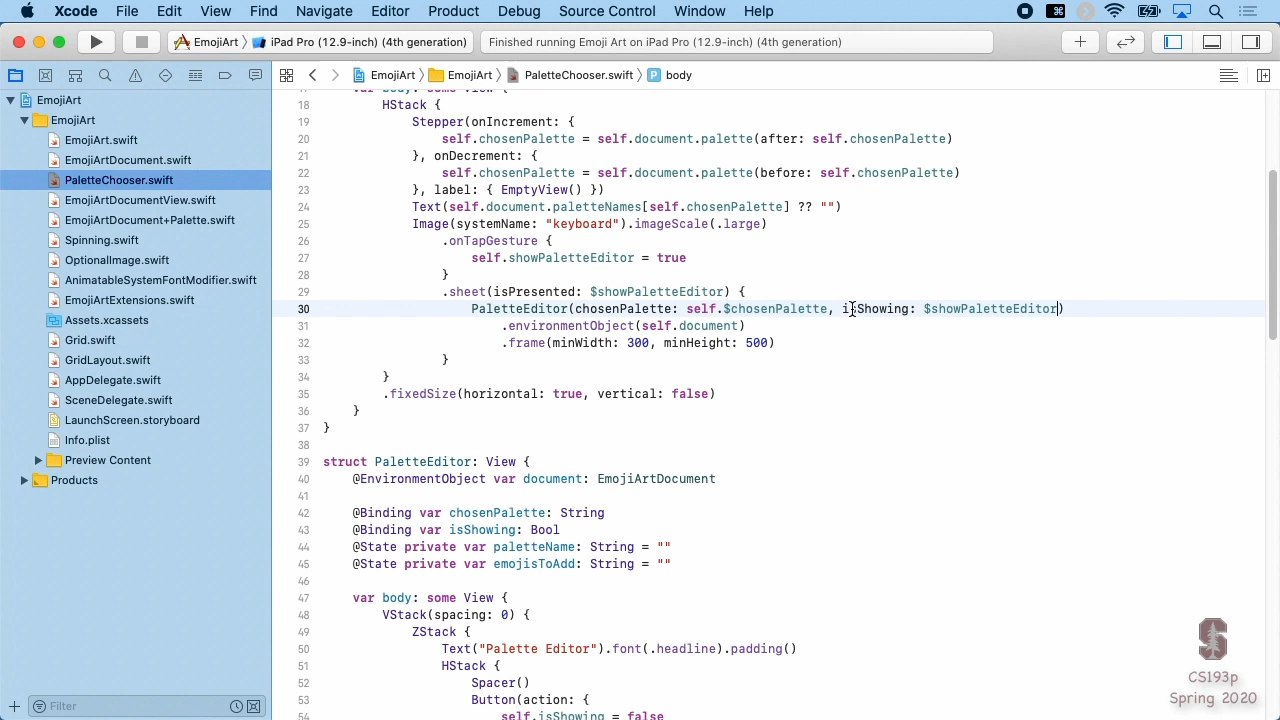 Xcode File Edit View Find Navigate Editor Product Debug Source Control Window Help
EmojiArt 〉 iPad Pro (12.9-inch) (4th generation) Finished running Emoji Art on iPad Pro (12.9-inch) (4th generation)
EmojiArt 〉 EmojiArt 〉 PaletteChooser.swift 〉 P body
EmojiArt
EmojiArt
EmojiArt.swift
EmojiArtDocument.swift
PaletteChooser.swift
EmojiArtDocumentView.swift
EmojiArtDocument+Palette.swift
Spinning.swift
OptionalImage.swift
AnimatableSystemFontModifier.swift
EmojiArtExtensions.swift
Assets.xcassets
Grid.swift
GridLayout.swift
AppDelegate.swift
SceneDelegate.swift
LaunchScreen.storyboard
Info.plist
Preview Content
Products
Filter
17 var body: some View {
18 HStack {
19 Stepper(onIncrement: {
20 self.chosenPalette = self.document.palette(after: self.chosenPalette)
21 }, onDecrement: {
22 self.chosenPalette = self.document.palette(before: self.chosenPalette)
23 }, label: { EmptyView() })
24 Text(self.document.paletteNames[self.chosenPalette] ?? "")
25 Image(systemName: "keyboard").imageScale(.large)
26 .onTapGesture {
27 self.showPaletteEditor = true
28 }
29 .sheet(isPresented: $showPaletteEditor) {
30 PaletteEditor(chosenPalette: self.$chosenPalette, isShowing: $showPaletteEditor)
31 .environmentObject(self.document)
32 .frame(minWidth: 300, minHeight: 500)
33 }
34 }
35 .fixedSize(horizontal: true, vertical: false)
36 }
37 }
38
39 struct PaletteEditor: View {
40 @EnvironmentObject var document: EmojiArtDocument
41
42 @Binding var chosenPalette: String
43 @Binding var isShowing: Bool
44 @State private var paletteName: String = ""
45 @State private var emojisToAdd: String = ""
46
47 var body: some View {
48 VStack(spacing: 0) {
49 ZStack {
50 Text("Palette Editor").font(.headline).padding()
51 HStack {
52 Spacer()
53 Button(action: {
54 self.isShowing = false
CS193p
Spring 2020